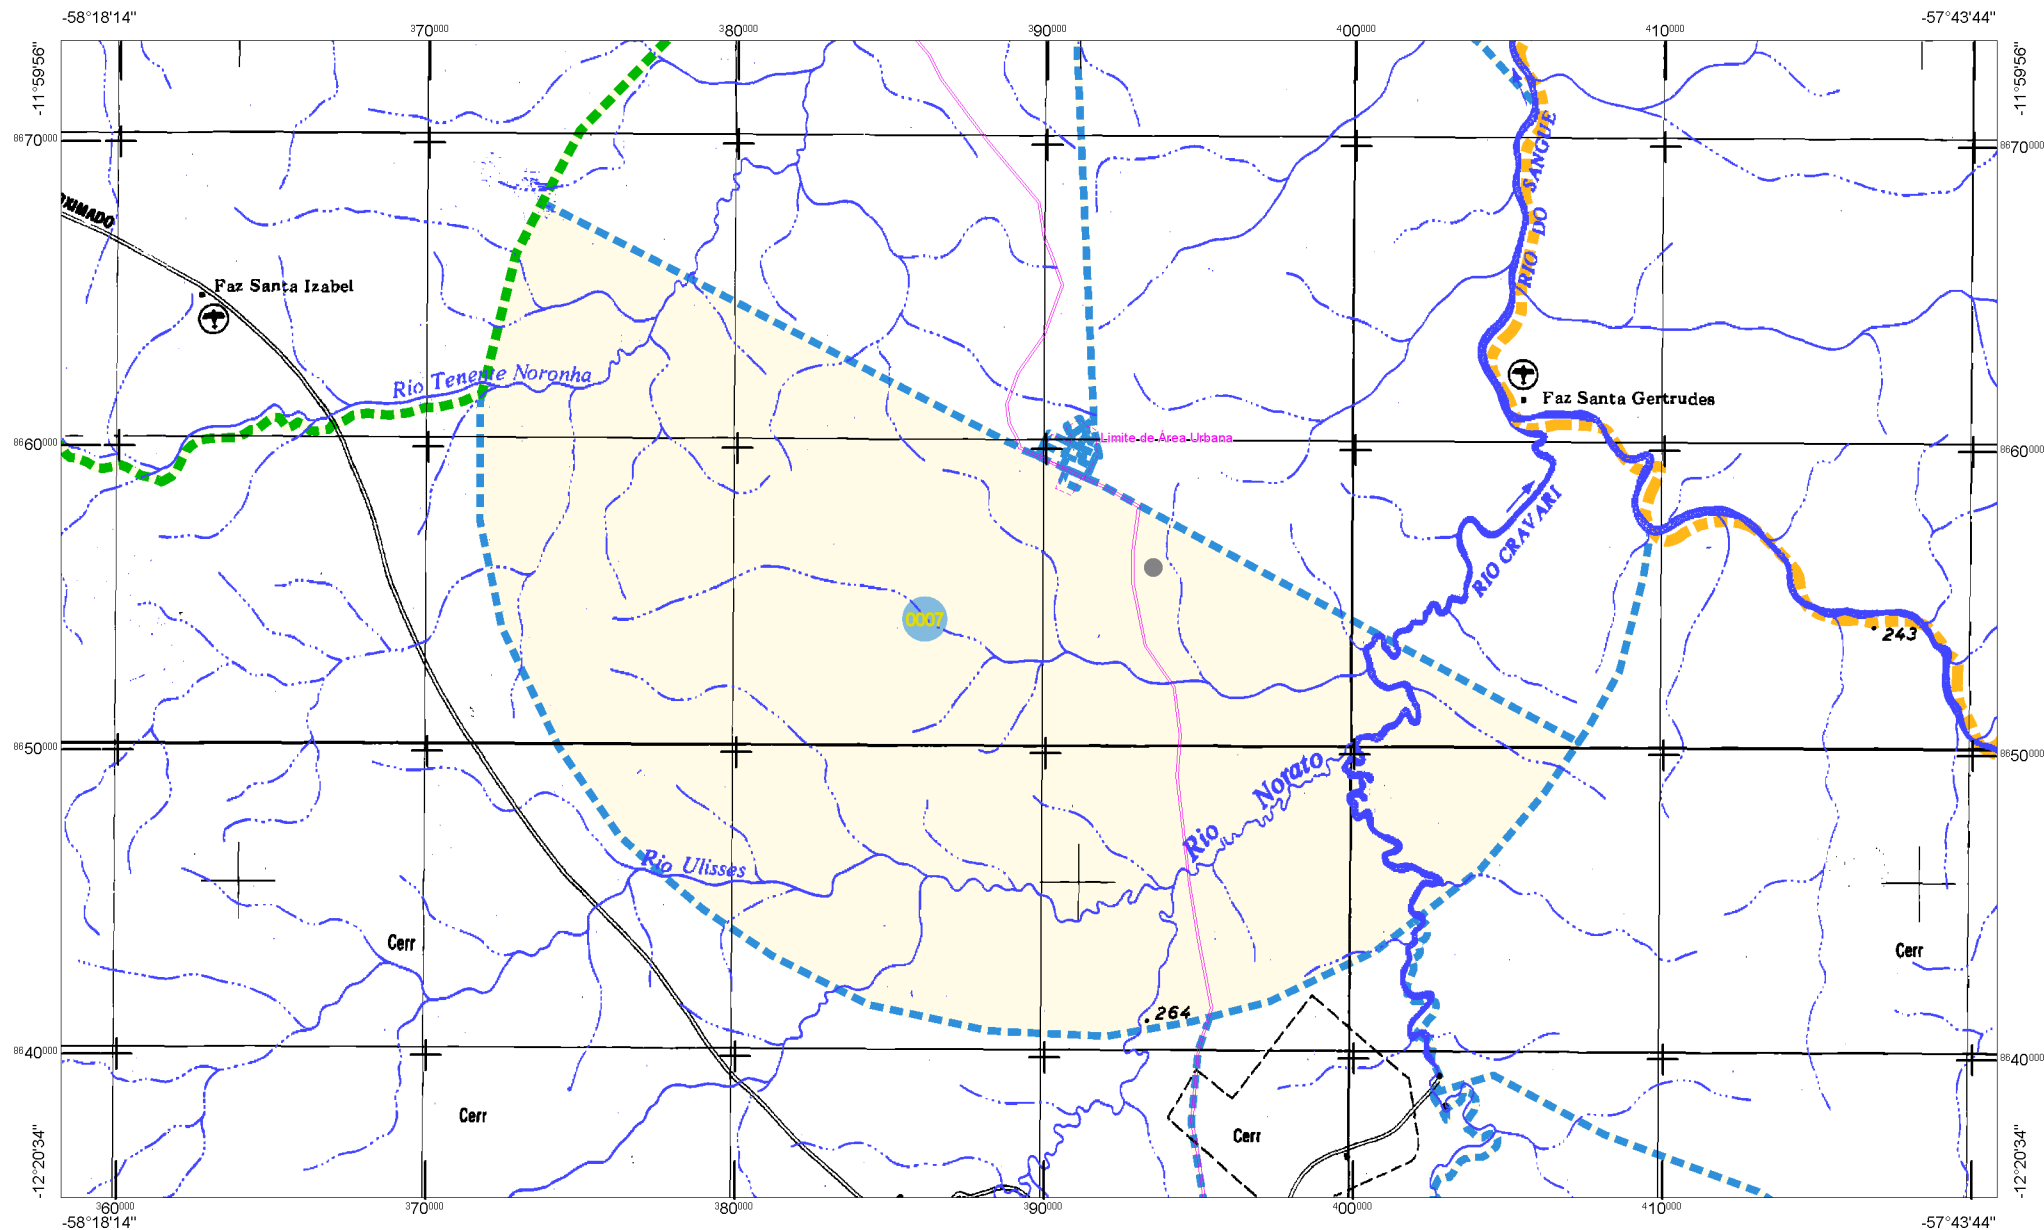 -58°18'14" -57°43'44"
370000 380000 390000 400000 410000
-11°59'56" -11°59'56"
8670000 8670000
XIMADO
RIO DO SANGUE
Faz Santa Izabel
Rio Tenente Noronha
Faz Santa Gertrudes
8660000 8660000
Limite de Área Urbana
RIO CRAVARI
0007
243
8650000 8650000
Rio Norato
Rio Ulisses
Cerr
Cerr
264
8640000 8640000
Cerr
Cerr
-12°20'34" -12°20'34"
360000 370000 380000 390000 400000 410000
-58°18'14" -57°43'44"